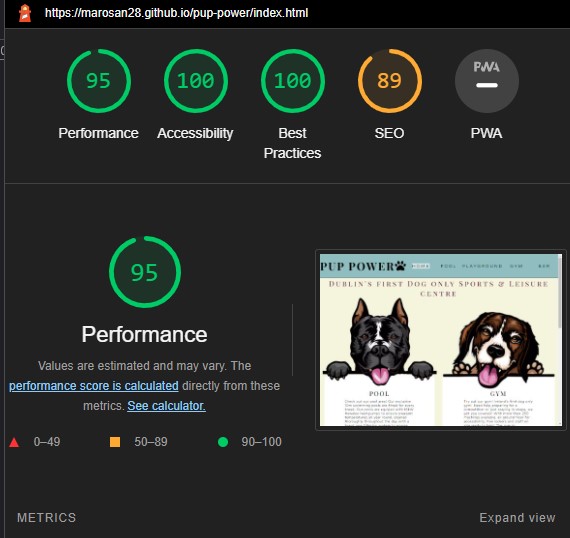 https://marosan28.github.io/pup-power/index.html
95 100 100 89 PWA
Performance Accessibility Best Practices SEO PWA
95
Performance
Values are estimated and may vary. The
performance score is calculated directly from these
metrics. See calculator.
0–49 50–89 90–100
PUP POWER HOME POOL PLAYGROUND GYM
DUBLIN'S FIRST DOG ONLY SPORTS & LEISURE
CENTRE
POOL GYM
METRICS Expand view